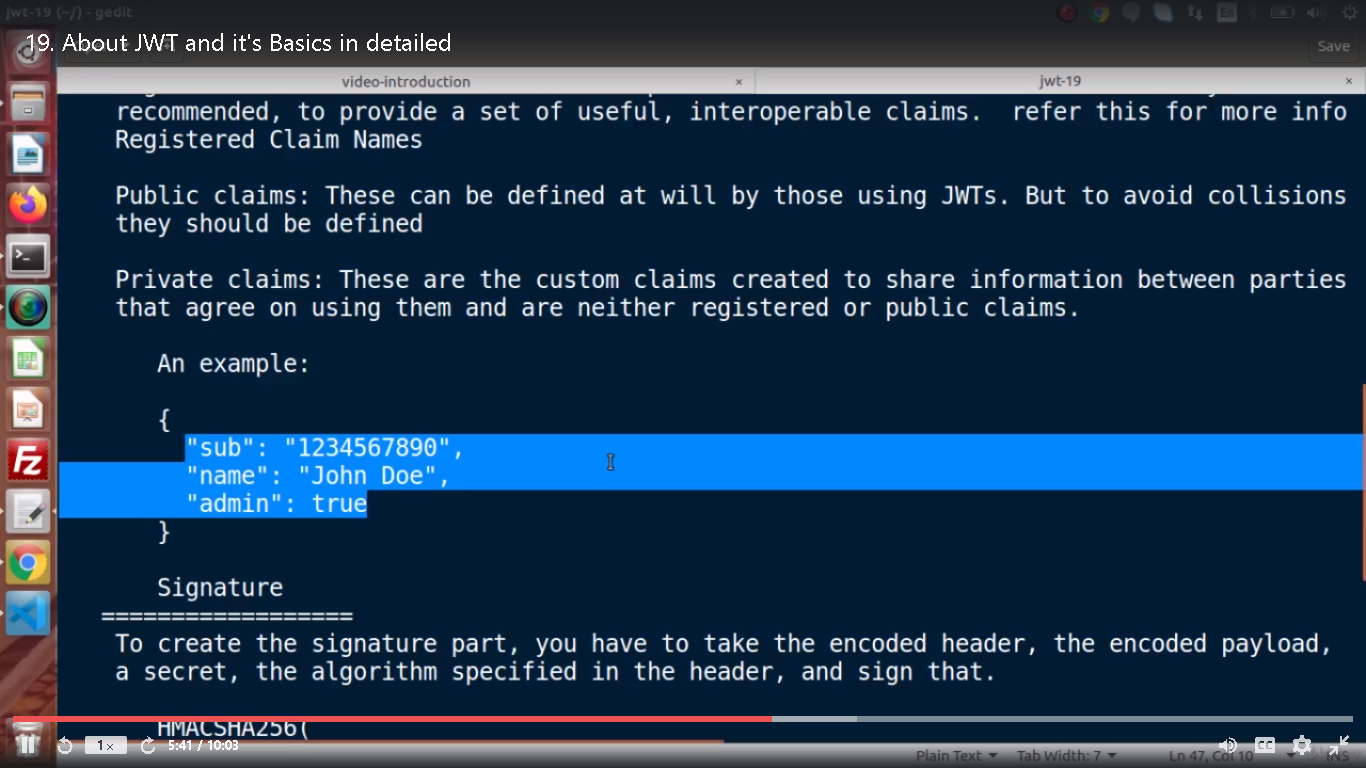 jwt-19 (~/) - gedit
19. About JWT and it's Basics in detailed
Save
video-introduction × jwt-19 ×
recommended, to provide a set of useful, interoperable claims.  refer this for more info
Registered Claim Names
Public claims: These can be defined at will by those using JWTs. But to avoid collisions
they should be defined
Private claims: These are the custom claims created to share information between parties
that agree on using them and are neither registered or public claims.
An example:
{
"sub": "1234567890",
"name": "John Doe",
"admin": true
}
Signature
==================
To create the signature part, you have to take the encoded header, the encoded payload,
a secret, the algorithm specified in the header, and sign that.
HMACSHA256(
1× 5:41 / 10:03 CC
Plain Text Tab Width: 7 Ln 47, Col 10 INS